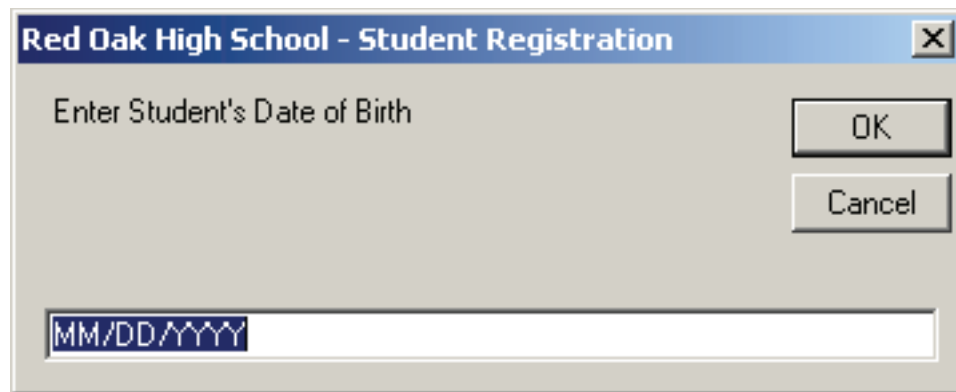 Red Oak High School - Student Registration
Enter Student's Date of Birth
OK
Cancel
MM/DD/YYYY